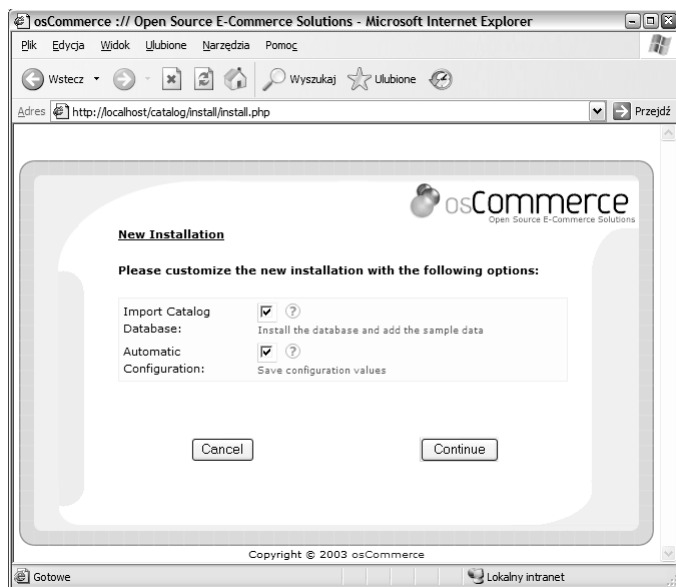 osCommerce :// Open Source E-Commerce Solutions - Microsoft Internet Explorer
Plik Edycja Widok Ulubione Narzędzia Pomoc
Wstecz Wyszukaj Ulubione
Adres http://localhost/catalog/install/install.php Przejdź
osCommerce
Open Source E-Commerce Solutions
New Installation
Please customize the new installation with the following options:
Import Catalog
Database:
?
Install the database and add the sample data
Automatic
Configuration:
?
Save configuration values
Cancel Continue
Copyright © 2003 osCommerce
Gotowe Lokalny intranet